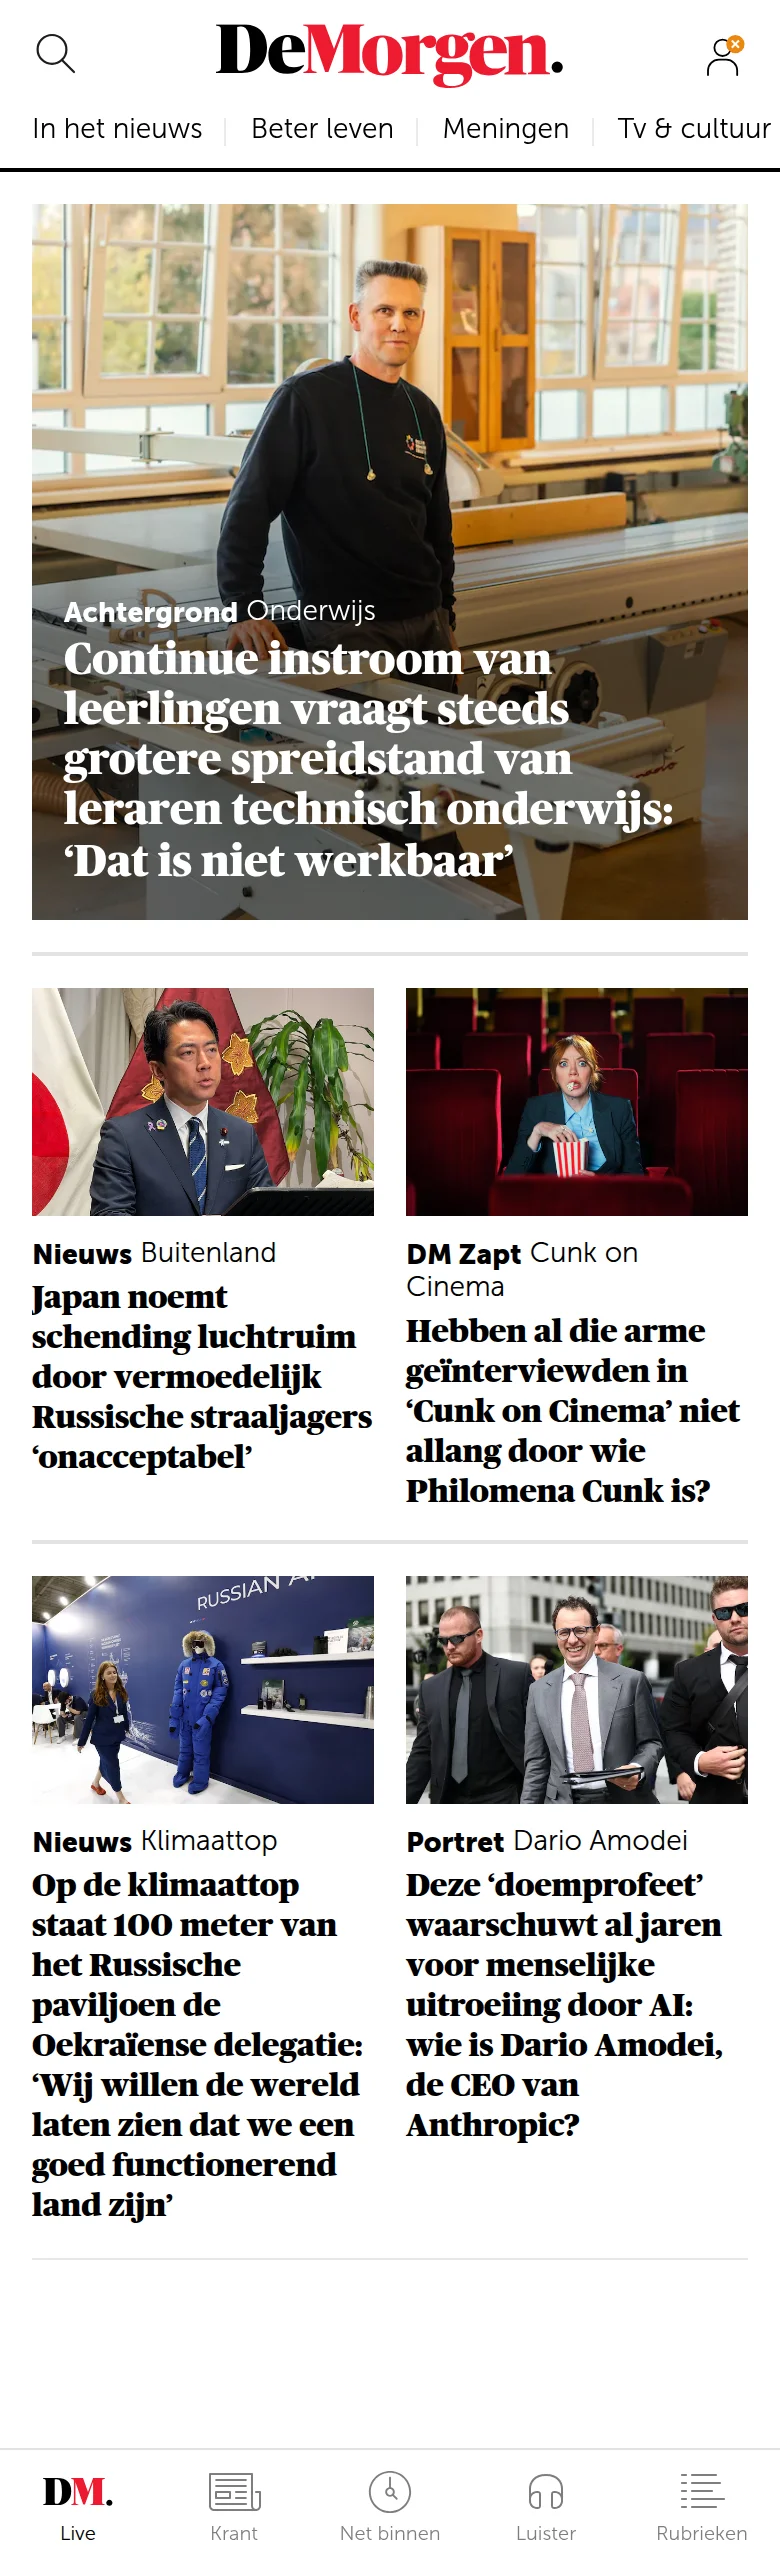 DeMorgen.
In het nieuws
Beter leven
Meningen
Tv & cultuur
Achtergrond Onderwijs
Continue instroom van
leerlingen vraagt steeds
grotere spreidstand van
leraren technisch onderwijs:
‘Dat is niet werkbaar’
Nieuws Buitenland
Japan noemt
schending luchtruim
door vermoedelijk
Russische straaljagers
‘onacceptabel’
DM Zapt Cunk on
Cinema
Hebben al die arme
geïnterviewden in
‘Cunk on Cinema’ niet
allang door wie
Philomena Cunk is?
RUSSIAN
Nieuws Klimaattop
Op de klimaattop
staat 100 meter van
het Russische
paviljoen de
Oekraïense delegatie:
‘Wij willen de wereld
laten zien dat we een
goed functionerend
land zijn’
Portret Dario Amodei
Deze ‘doemprofeet’
waarschuwt al jaren
voor menselijke
uitroeiing door AI:
wie is Dario Amodei,
de CEO van
Anthropic?
DM.
Live
Krant
Net binnen
Luister
Rubrieken